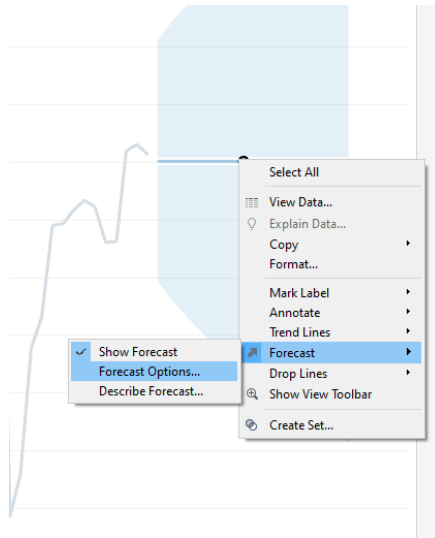 Select All
View Data...
Explain Data...
Copy
Format...
Mark Label
Annotate
Trend Lines
Forecast
Show Forecast
Forecast Options...
Describe Forecast...
Drop Lines
Show View Toolbar
Create Set...